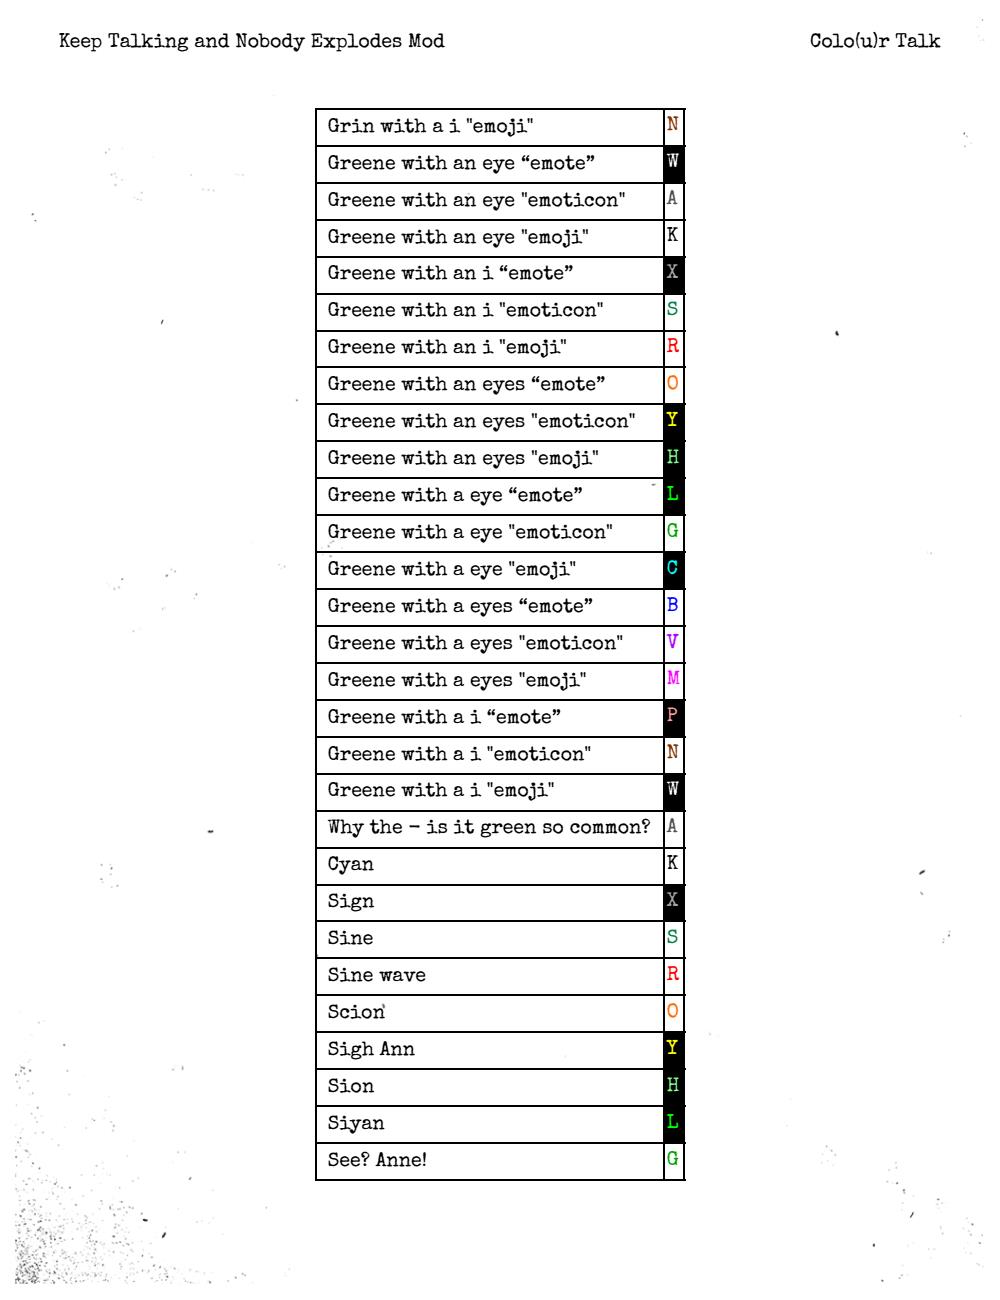 Keep Talking and Nobody Explodes Mod Colo(u)r Talk
Grin with a i "emoji" N
Greene with an eye “emote” W
Greene with an eye "emoticon" A
Greene with an eye "emoji" K
Greene with an i “emote” X
Greene with an i "emoticon" S
Greene with an i "emoji" R
Greene with an eyes “emote” O
Greene with an eyes "emoticon" Y
Greene with an eyes "emoji" H
Greene with a eye “emote” L
Greene with a eye "emoticon" G
Greene with a eye "emoji" C
Greene with a eyes “emote” B
Greene with a eyes "emoticon" V
Greene with a eyes "emoji" M
Greene with a i “emote” P
Greene with a i "emoticon" N
Greene with a i "emoji" W
Why the – is it green so common? A
Cyan K
Sign X
Sine S
Sine wave R
Scion O
Sigh Ann Y
Sion H
Siyan L
See? Anne! G